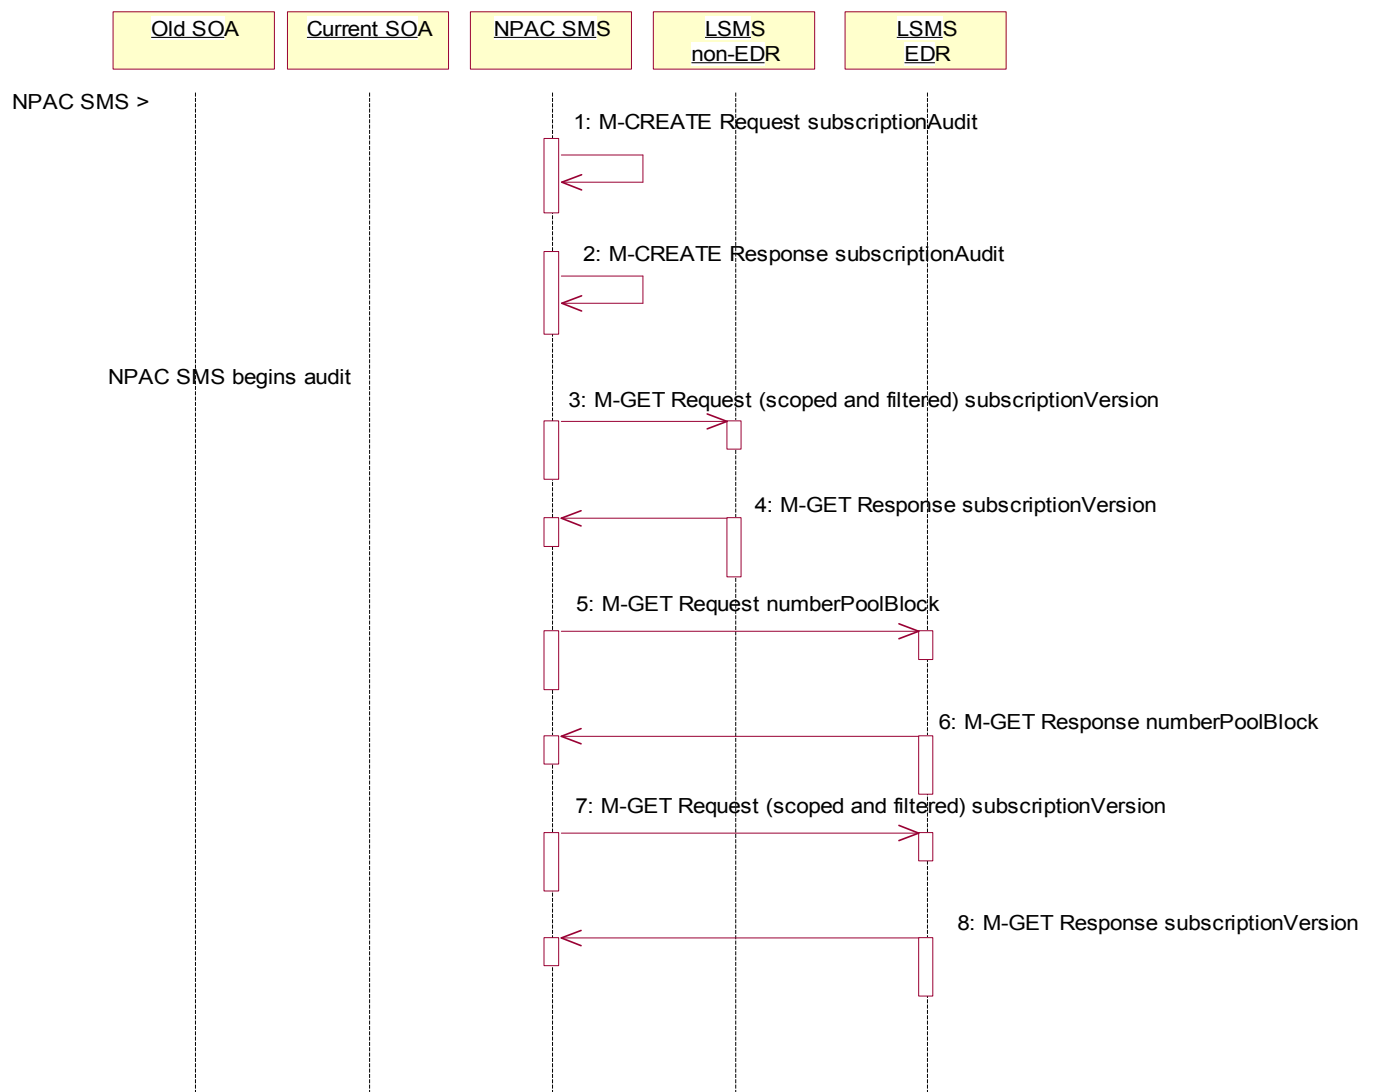 Old SOA
Current SOA
NPAC SMS
LSMS
non-EDR
LSMS
EDR
NPAC SMS >
1: M-CREATE Request subscriptionAudit
2: M-CREATE Response subscriptionAudit
NPAC SMS begins audit
3: M-GET Request (scoped and filtered) subscriptionVersion
4: M-GET Response subscriptionVersion
5: M-GET Request numberPoolBlock
6: M-GET Response numberPoolBlock
7: M-GET Request (scoped and filtered) subscriptionVersion
8: M-GET Response subscriptionVersion